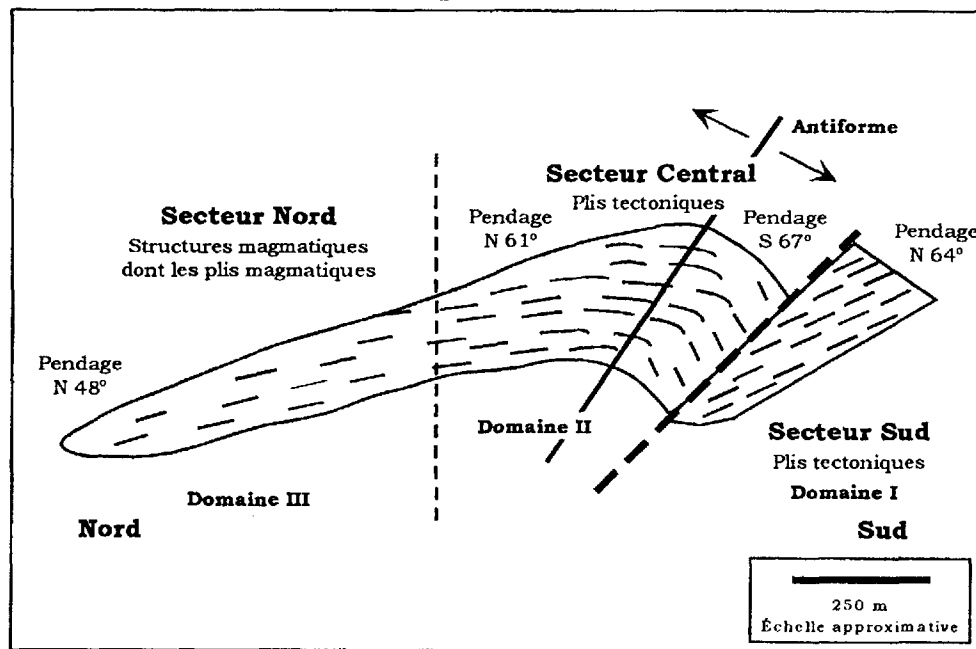 Antiforme
Secteur Central
Plis tectoniques
Secteur Nord
Structures magmatiques
dont les plis magmatiques
Pendage
N 61°
Pendage
S 67°
Pendage
N 64°
Pendage
N 48°
Domaine II
Secteur Sud
Plis tectoniques
Domaine I
Domaine III
Nord
Sud
250 m
Échelle approximative